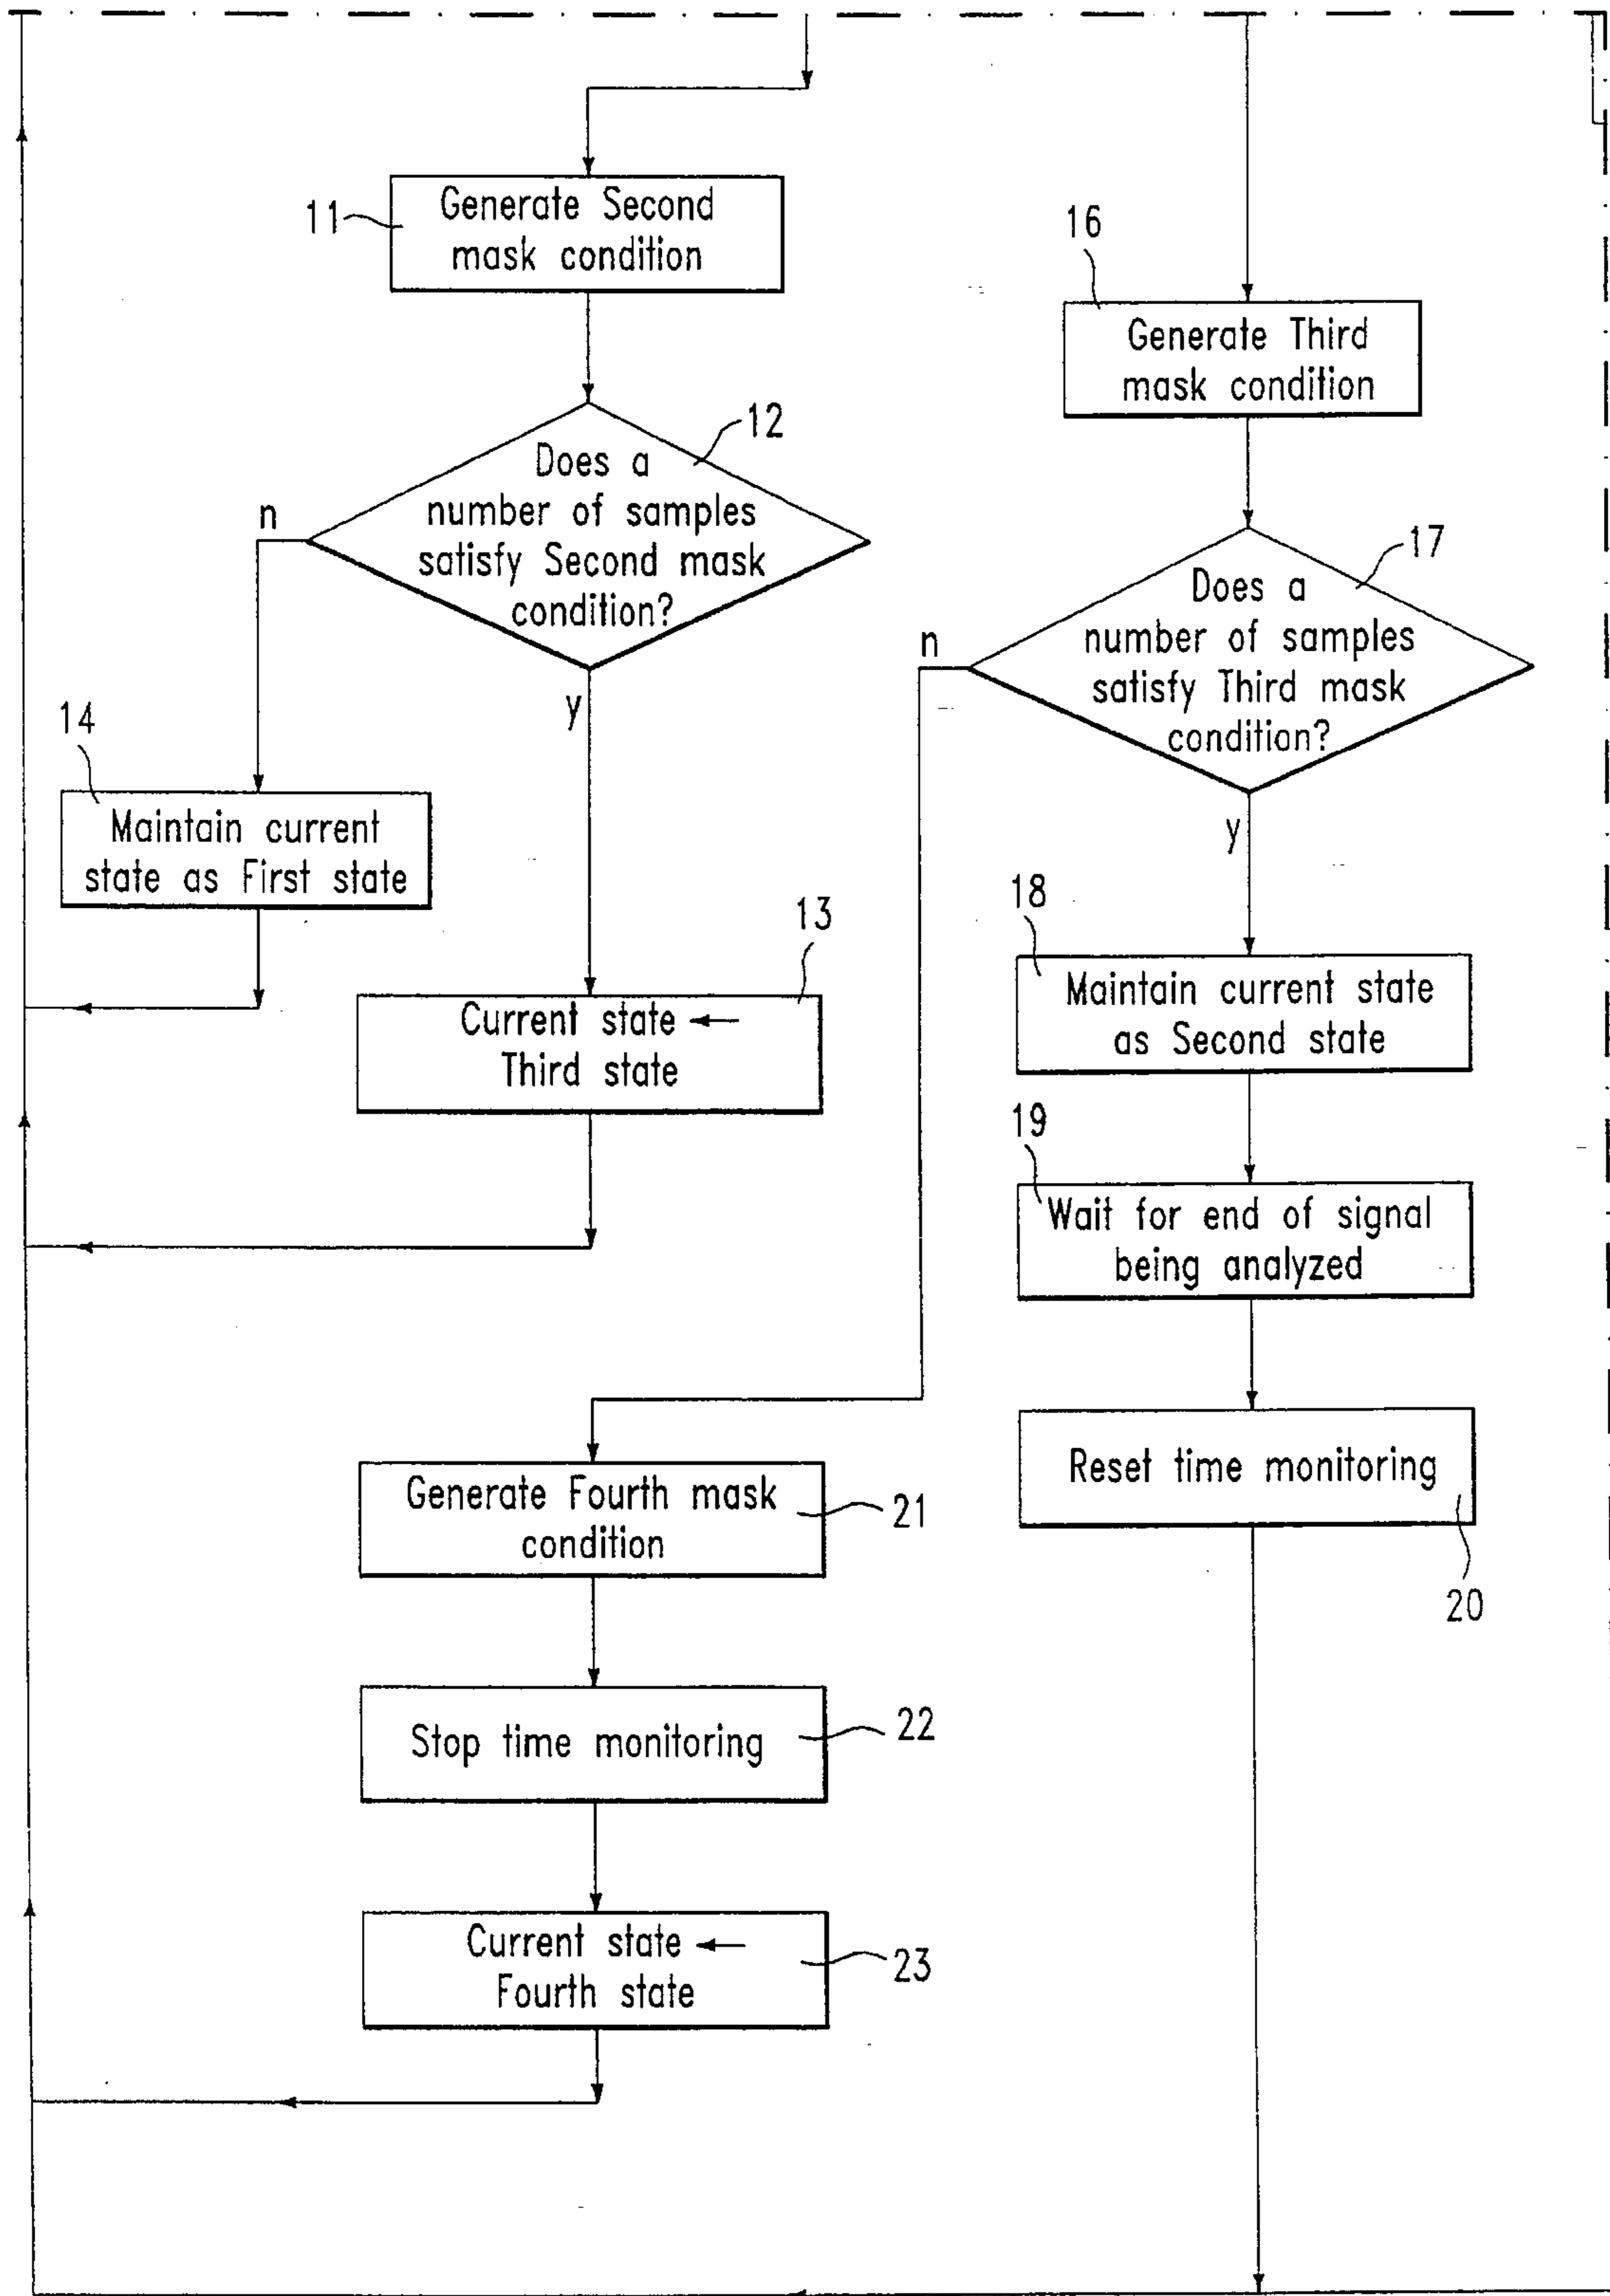 11
Generate Second
mask condition
16
Generate Third
mask condition
12
Does a
number of samples
satisfy Second mask
condition?
n
y
17
Does a
number of samples
satisfy Third mask
condition?
n
y
14
Maintain current
state as First state
13
Current state ←
Third state
18
Maintain current state
as Second state
19
Wait for end of signal
being analyzed
Reset time monitoring
20
Generate Fourth mask
condition
21
Stop time monitoring
22
Current state ←
Fourth state
23